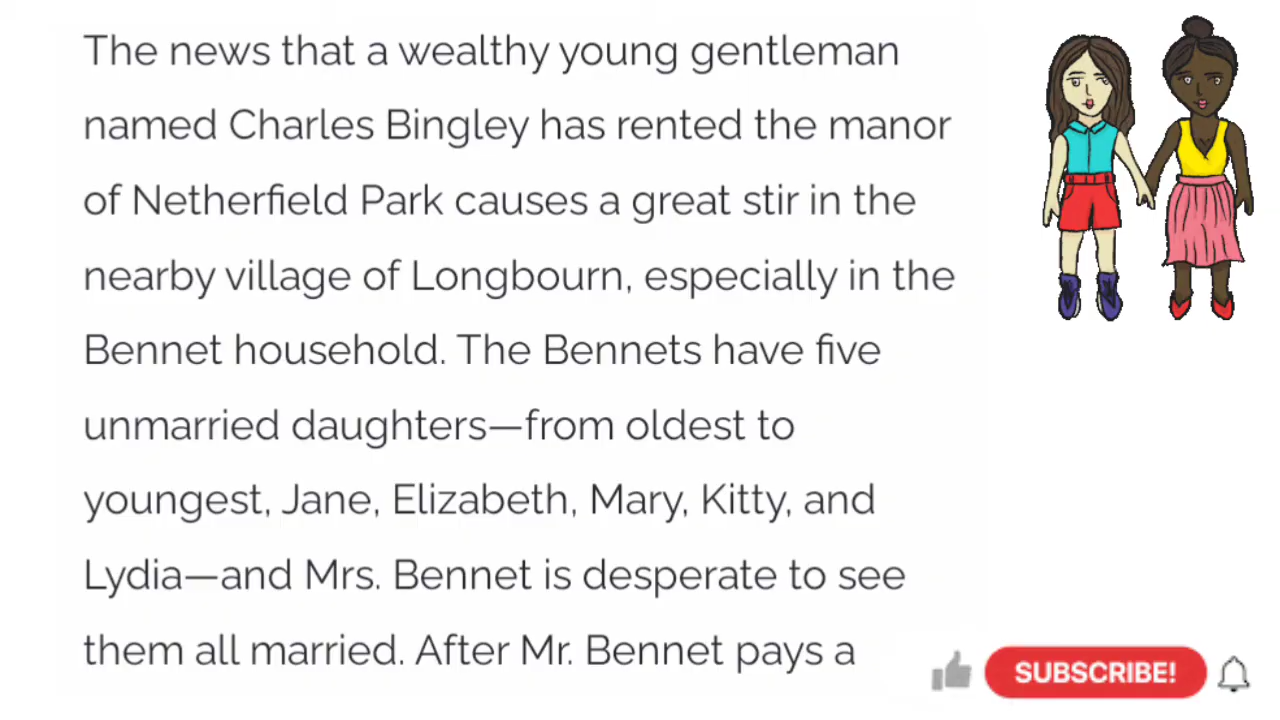 The news that a wealthy young gentleman
named Charles Bingley has rented the manor
of Netherfield Park causes a great stir in the
nearby village of Longbourn, especially in the
Bennet household. The Bennets have five
unmarried daughters—from oldest to
youngest, Jane, Elizabeth, Mary, Kitty, and
Lydia—and Mrs. Bennet is desperate to see
them all married. After Mr. Bennet pays a
SUBSCRIBE!